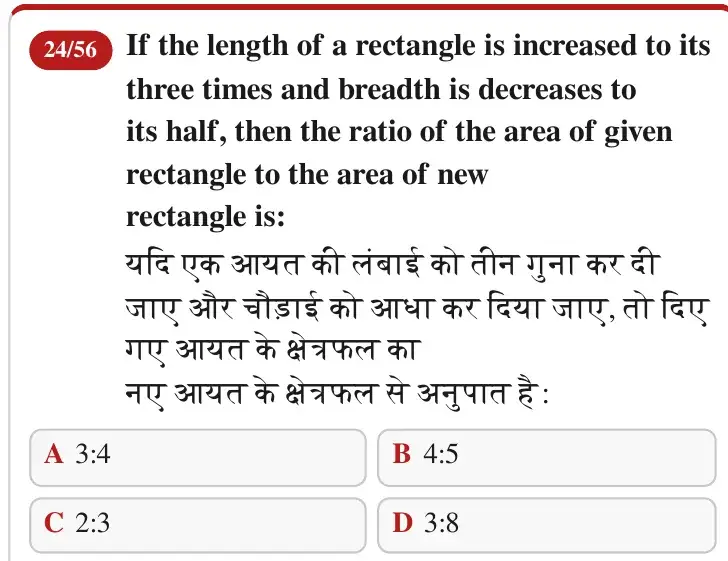 24/56 If the length of a rectangle is increased to its
three times and breadth is decreases to
its half, then the ratio of the area of given
rectangle to the area of new
rectangle is:
यदि एक आयत की लंबाई को तीन गुना कर दी
जाए और चौड़ाई को आधा कर दिया जाए, तो दिए
गए आयत के क्षेत्रफल का
नए आयत के क्षेत्रफल से अनुपात है:
A 3:4
B 4:5
C 2:3
D 3:8